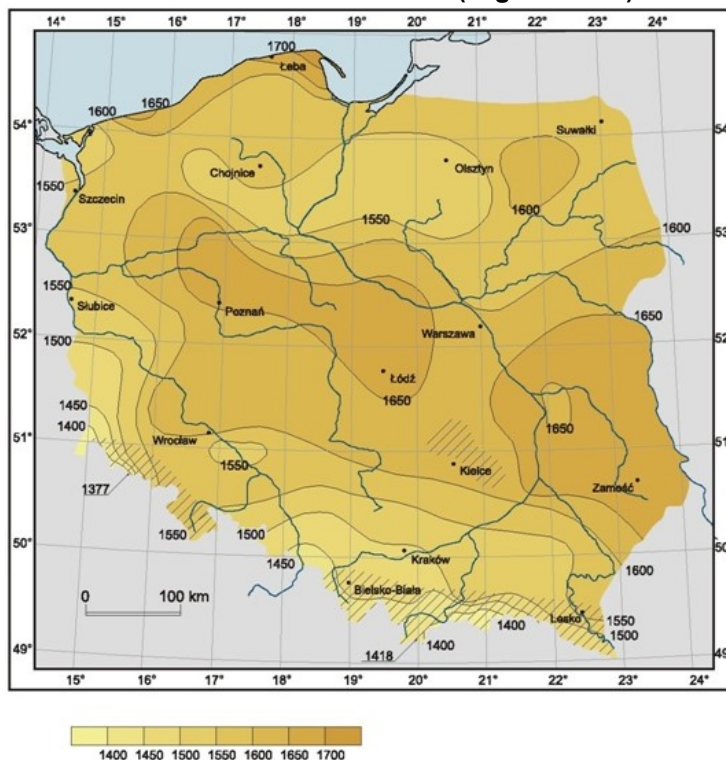 14° 15° 16° 17° 18° 19° 20° 21° 22° 23° 24°
1700
Łeba
1650
1600
54°
Suwałki
Chojnice
Olsztyn
1550
Szczecin
1600
1550
53°
1600
1550
Słubice
Poznań
1650
Warszawa
52°
1500
Łódź
1650
1450
1650
1400
51°
Wrocław
1550
Kielce
1377
Zamość
1550
1500
50°
1450
Kraków
1600
Bielsko-Biała
Lesko
1550
0 100 km
1400
1500
1418
1400
49°
15° 16° 17° 18° 19° 20° 21° 22° 23° 24°
1400 1450 1500 1550 1600 1650 1700